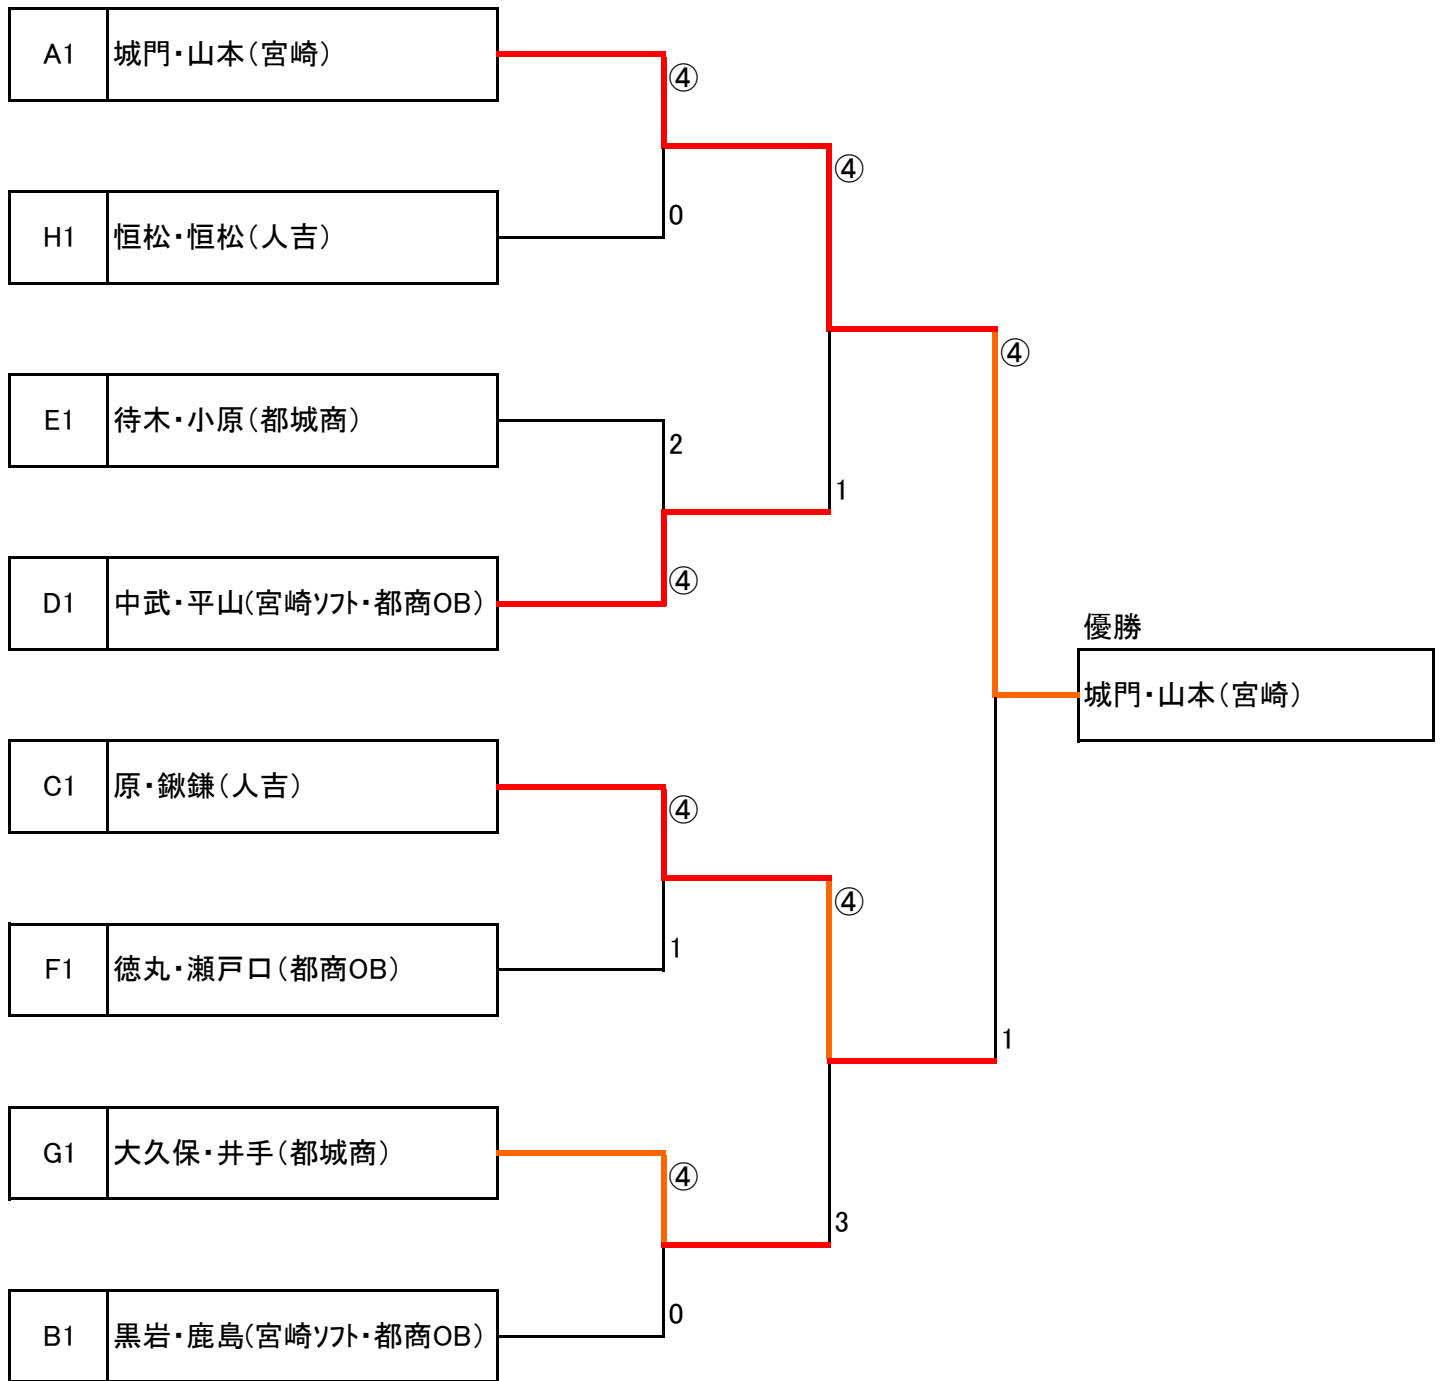 A1 城門・山本（宮崎）
④
④
H1 恒松・恒松（人吉）
0
④
E1 待木・小原（都城商）
2
1
D1 中武・平山(宮崎ｿﾌﾄ・都商OB）
④
優勝
城門・山本（宮崎）
C1 原・鍬鎌（人吉）
④
④
F1 徳丸・瀬戸口（都商OB）
1
1
G1 大久保・井手（都城商）
④
3
B1 黒岩・鹿島(宮崎ｿﾌﾄ・都商OB）
0